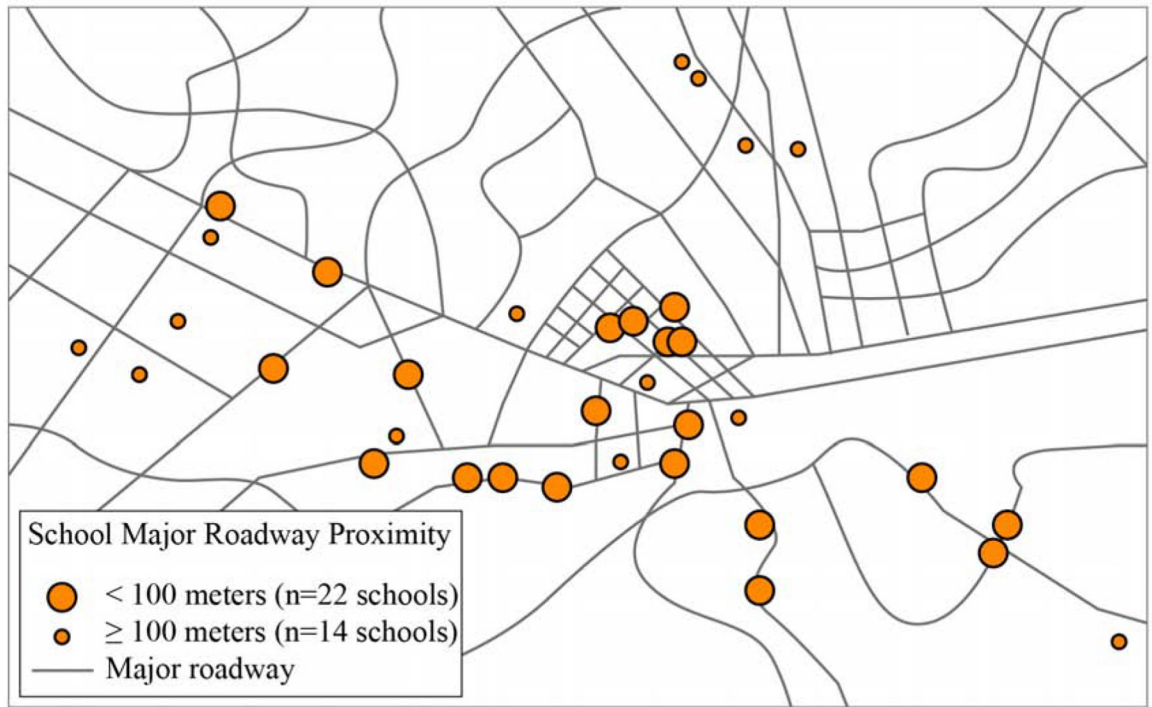 School Major Roadway Proximity
< 100 meters (n=22 schools)
≥ 100 meters (n=14 schools)
Major roadway